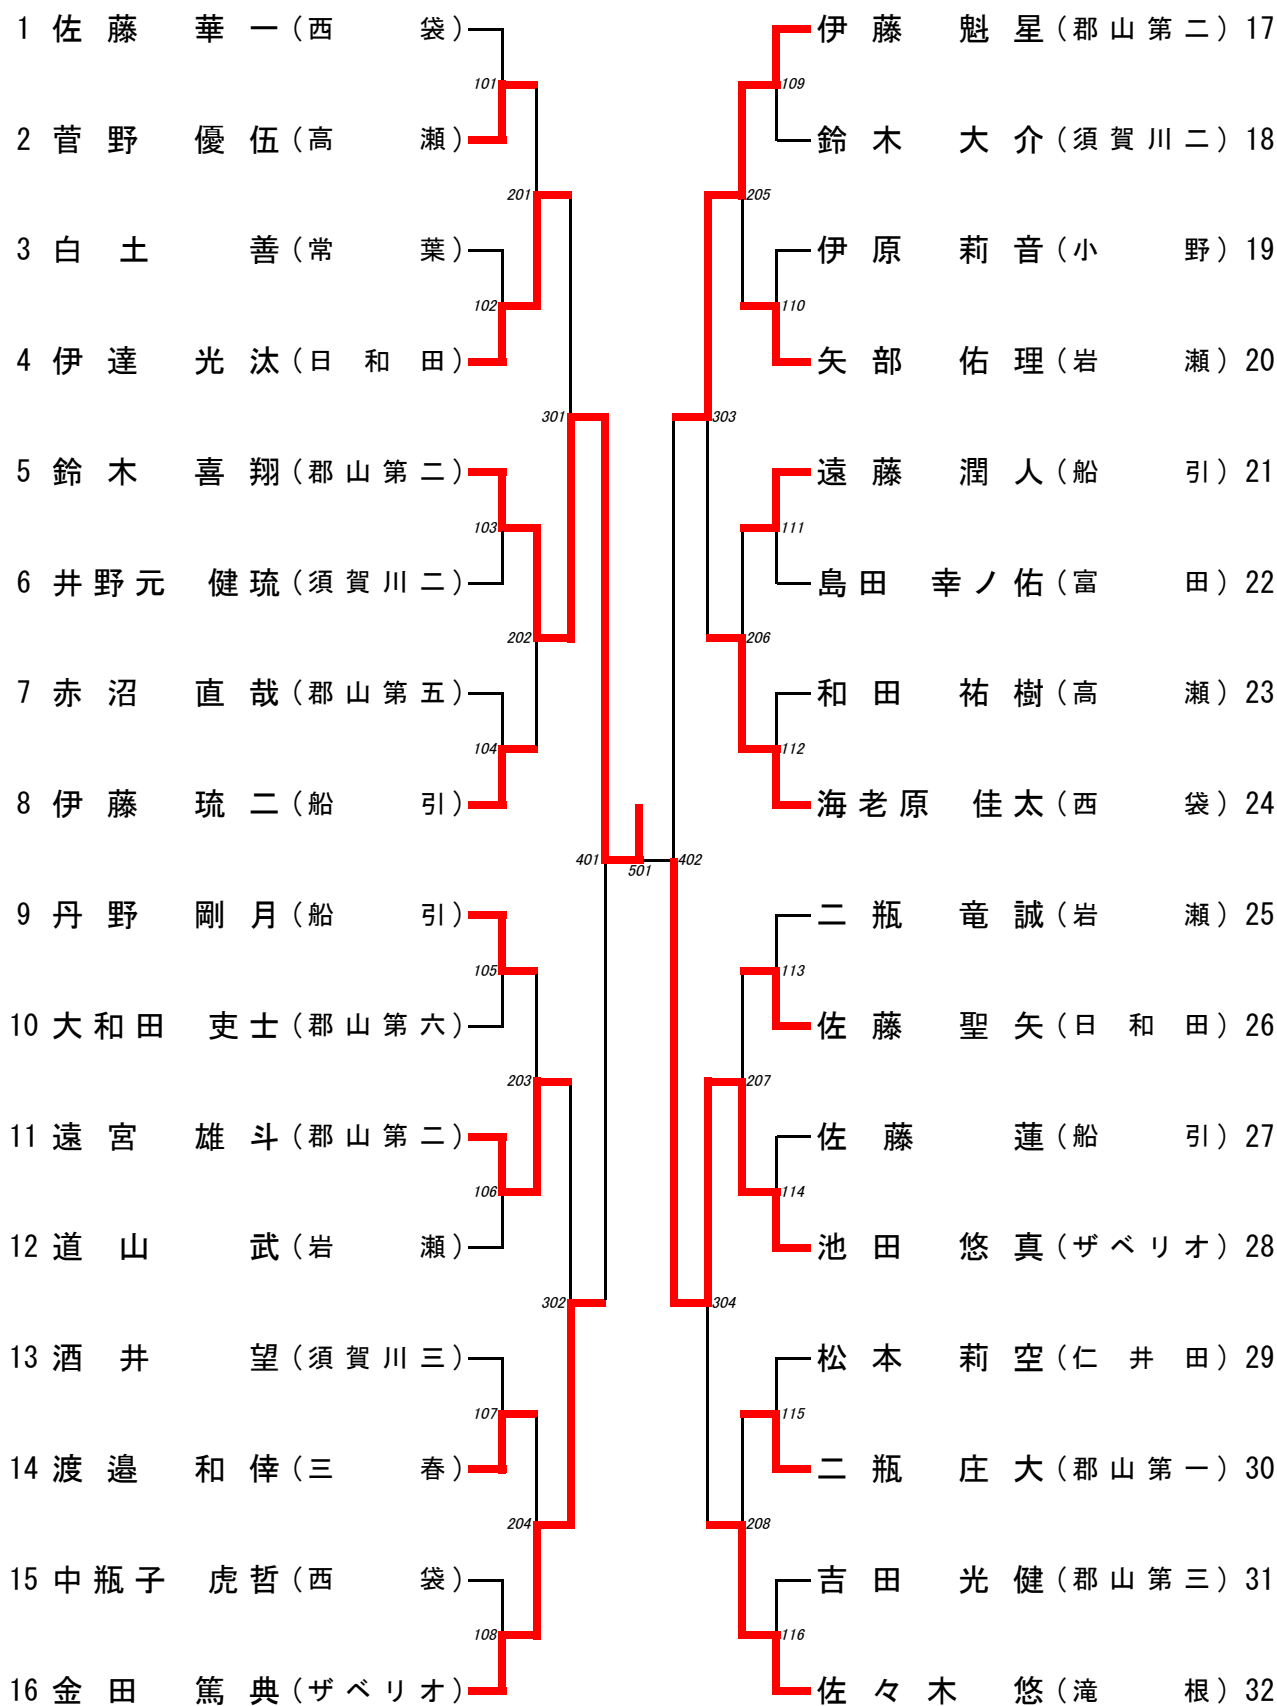 1 佐藤 華一(西袋)
101
2 菅野 優伍(高瀬)
201
3 白土 善(常葉)
102
4 伊達 光汰(日和田)
301
5 鈴木 喜翔(郡山第二)
103
6 井野元 健琉(須賀川二)
202
7 赤沼 直哉(郡山第五)
104
8 伊藤 琉二(船引)
401
501
9 丹野 剛月(船引)
105
10 大和田 吏士(郡山第六)
203
11 遠宮 雄斗(郡山第二)
106
12 道山 武(岩瀬)
302
13 酒井 望(須賀川三)
107
14 渡邉 和倖(三春)
204
15 中瓶子 虎哲(西袋)
108
16 金田 篤典(ザベリオ)
伊藤 魁星(郡山第二) 17
109
鈴木 大介(須賀川二) 18
205
伊原 莉音(小野) 19
110
矢部 佑理(岩瀬) 20
303
遠藤 潤人(船引) 21
111
島田 幸ノ佑(富田) 22
206
和田 祐樹(高瀬) 23
112
海老原 佳太(西袋) 24
402
二瓶 竜誠(岩瀬) 25
113
佐藤 聖矢(日和田) 26
207
佐藤 蓮(船引) 27
114
池田 悠真(ザベリオ) 28
304
松本 莉空(仁井田) 29
115
二瓶 庄大(郡山第一) 30
208
吉田 光健(郡山第三) 31
116
佐々木 悠(滝根) 32